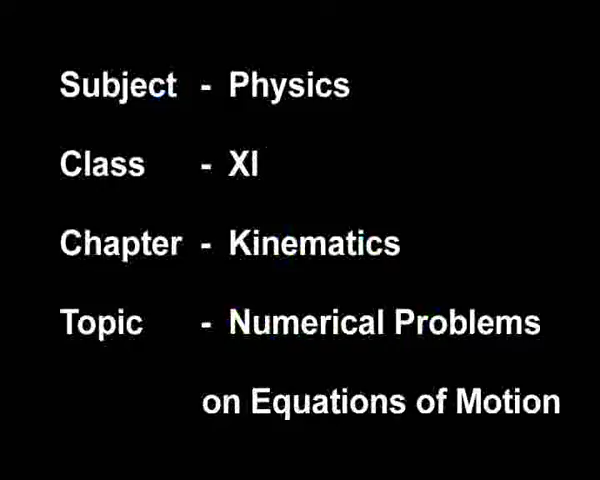 Subject - Physics
Class - XI
Chapter - Kinematics
Topic - Numerical Problems
on Equations of Motion